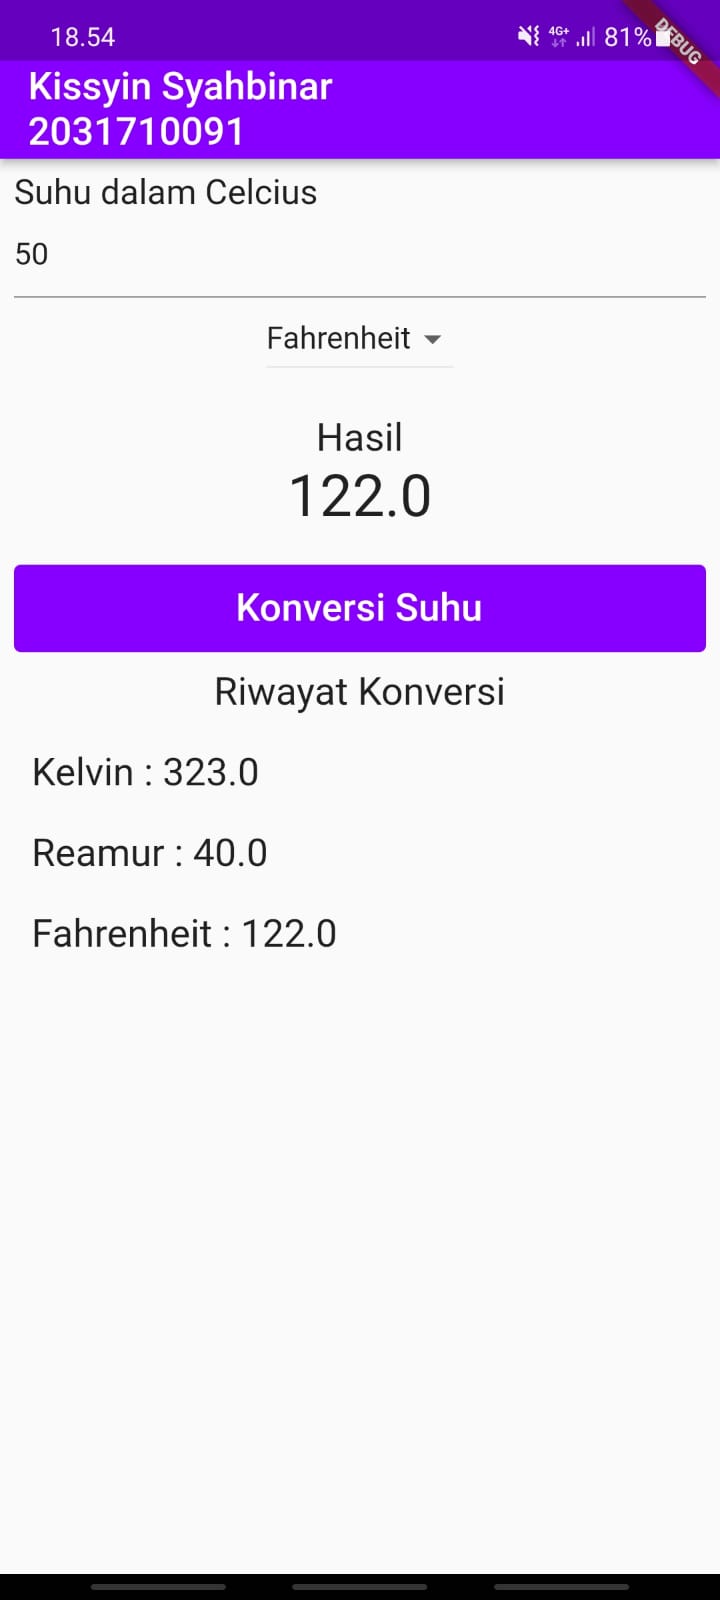 18.54
4G+
81%
DEBUG
Kissyin Syahbinar
2031710091
Suhu dalam Celcius
50
Fahrenheit
Hasil
122.0
Konversi Suhu
Riwayat Konversi
Kelvin : 323.0
Reamur : 40.0
Fahrenheit : 122.0